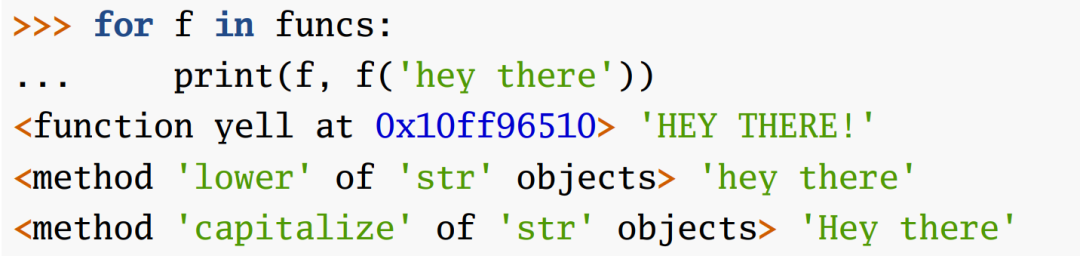 >>> for f in funcs:
...     print(f, f('hey there'))
<function yell at 0x10ff96510> 'HEY THERE!'
<method 'lower' of 'str' objects> 'hey there'
<method 'capitalize' of 'str' objects> 'Hey there'